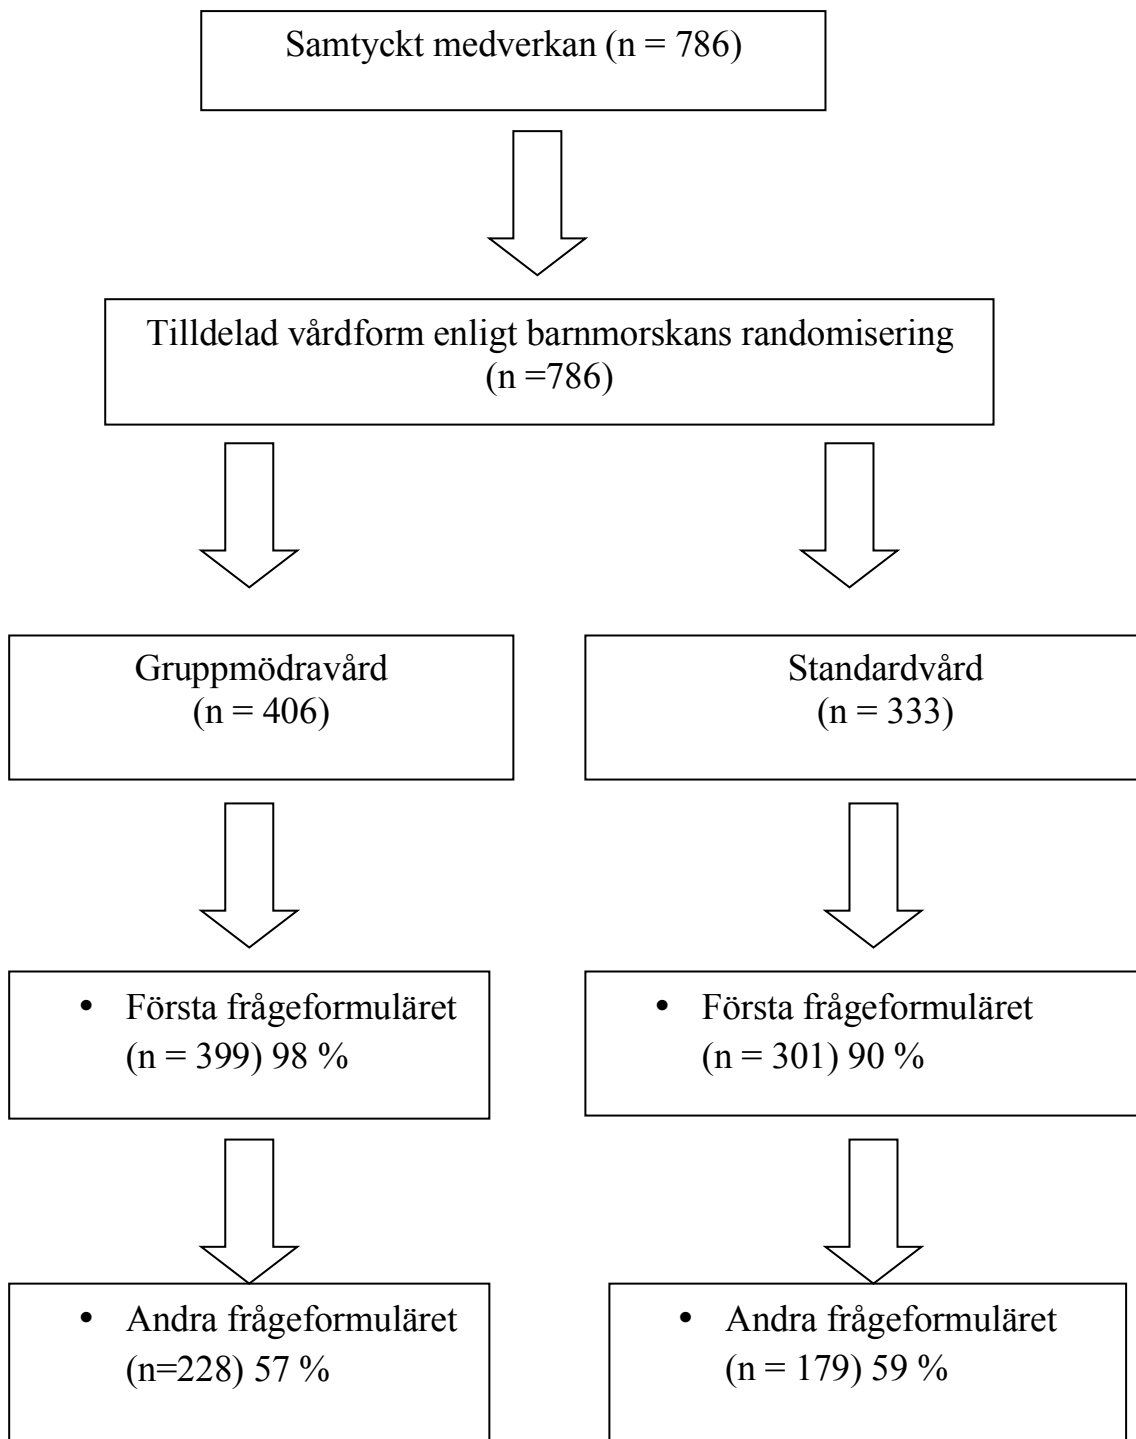 Samtyckt medverkan (n = 786)
Tilldelad vårdform enligt barnmorskans randomisering
(n =786)
Gruppmödravård
(n = 406)
Standardvård
(n = 333)
• Första frågeformuläret
(n = 399) 98 %
• Första frågeformuläret
(n = 301) 90 %
• Andra frågeformuläret
(n=228) 57 %
• Andra frågeformuläret
(n = 179) 59 %